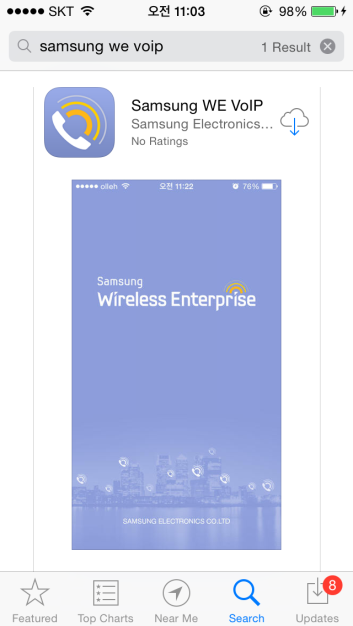 SKT 오전 11:03 98%
samsung we voip 1 Result
Samsung WE VoIP
Samsung Electronics...
No Ratings
olleh 오전 11:22 76%
Samsung
Wireless Enterprise
SAMSUNG ELECTRONICS CO.LTD
8
Featured Top Charts Near Me Search Updates